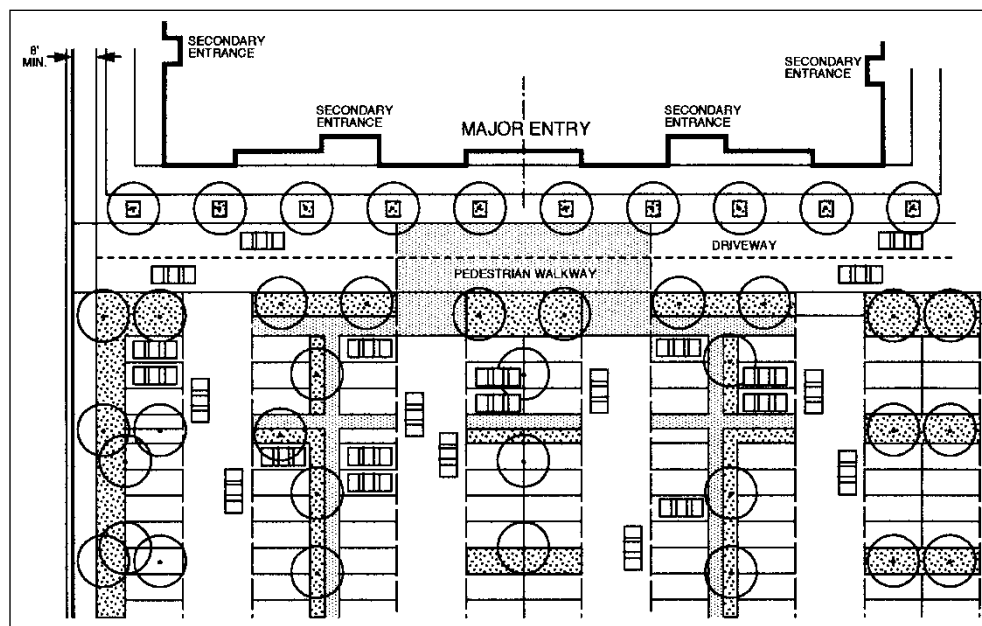 8'
MIN.
SECONDARY
ENTRANCE
SECONDARY
ENTRANCE
SECONDARY
ENTRANCE
MAJOR ENTRY
SECONDARY
ENTRANCE
DRIVEWAY
PEDESTRIAN WALKWAY